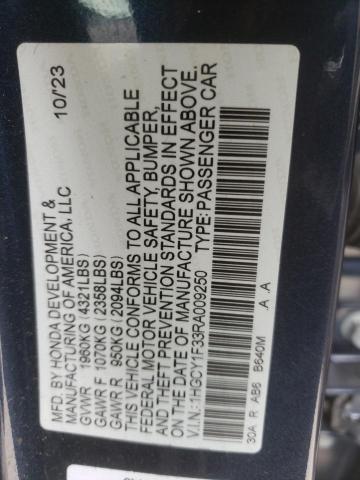 MFD. BY HONDA DEVELOPMENT & 10/23
MANUFACTURING OF AMERICA, LLC
GVWR 1960KG (4321LBS)
GAWR F 1070KG (2358LBS)
GAWR R 950KG (2094LBS)
THIS VEHICLE CONFORMS TO ALL APPLICABLE
FEDERAL MOTOR VEHICLE SAFETY, BUMPER,
AND THEFT PREVENTION STANDARDS IN EFFECT
ON THE DATE OF MANUFACTURE SHOWN ABOVE.
V.I.N.:1HGCY1F33RA009250 TYPE:PASSENGER CAR
30A R AB6 B640M A A